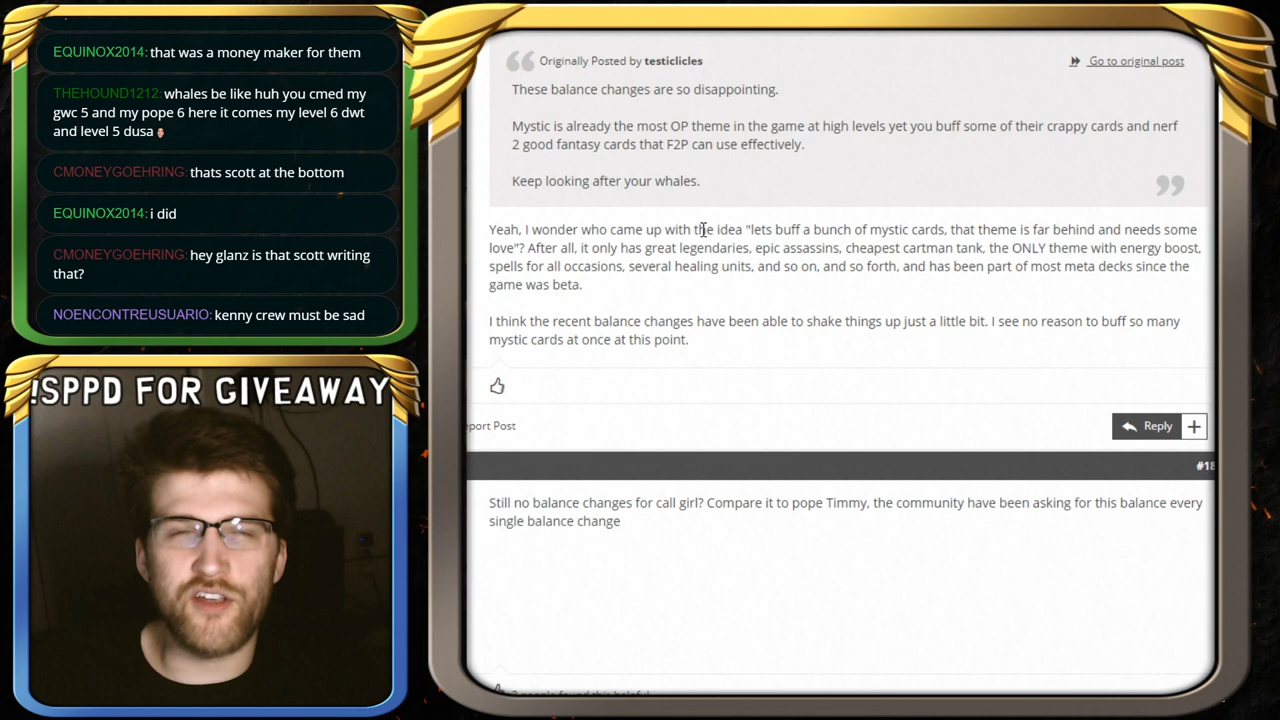 EQUINOX2014: that was a money maker for them
THEHOUND1212: whales be like huh you cmed my
gwc 5 and my pope 6 here it comes my level 6 dwt
and level 5 dusa
CMONEYGOEHRING: thats scott at the bottom
EQUINOX2014: i did
CMONEYGOEHRING: hey glanz is that scott writing
that?
NOENCONTREUSUARIO: kenny crew must be sad
!SPPD FOR GIVEAWAY
Originally Posted by testiclicles
Go to original post
These balance changes are so disappointing.
Mystic is already the most OP theme in the game at high levels yet you buff some of their crappy cards and nerf
2 good fantasy cards that F2P can use effectively.
Keep looking after your whales.
Yeah, I wonder who came up with the idea "lets buff a bunch of mystic cards, that theme is far behind and needs some
love"? After all, it only has great legendaries, epic assassins, cheapest cartman tank, the ONLY theme with energy boost,
spells for all occasions, several healing units, and so on, and so forth, and has been part of most meta decks since the
game was beta.
I think the recent balance changes have been able to shake things up just a little bit. I see no reason to buff so many
mystic cards at once at this point.
port Post
Reply +
#18
Still no balance changes for call girl? Compare it to pope Timmy, the community have been asking for this balance every
single balance change